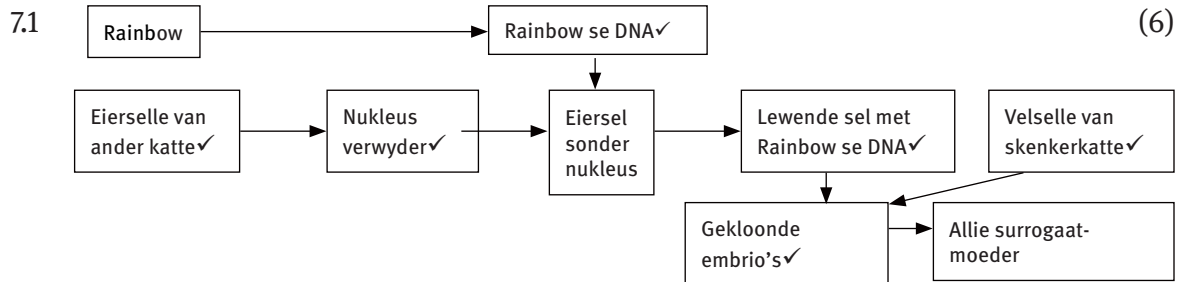 7.1
Rainbow
Rainbow se DNA✓
(6)
Eierselle van
ander katte✓
Nukleus
verwyder✓
Eiersel
sonder
nukleus
Lewende sel met
Rainbow se DNA✓
Velselle van
skenkerkatte✓
Gekloonde
embrio's✓
Allie surrogaat-
moeder